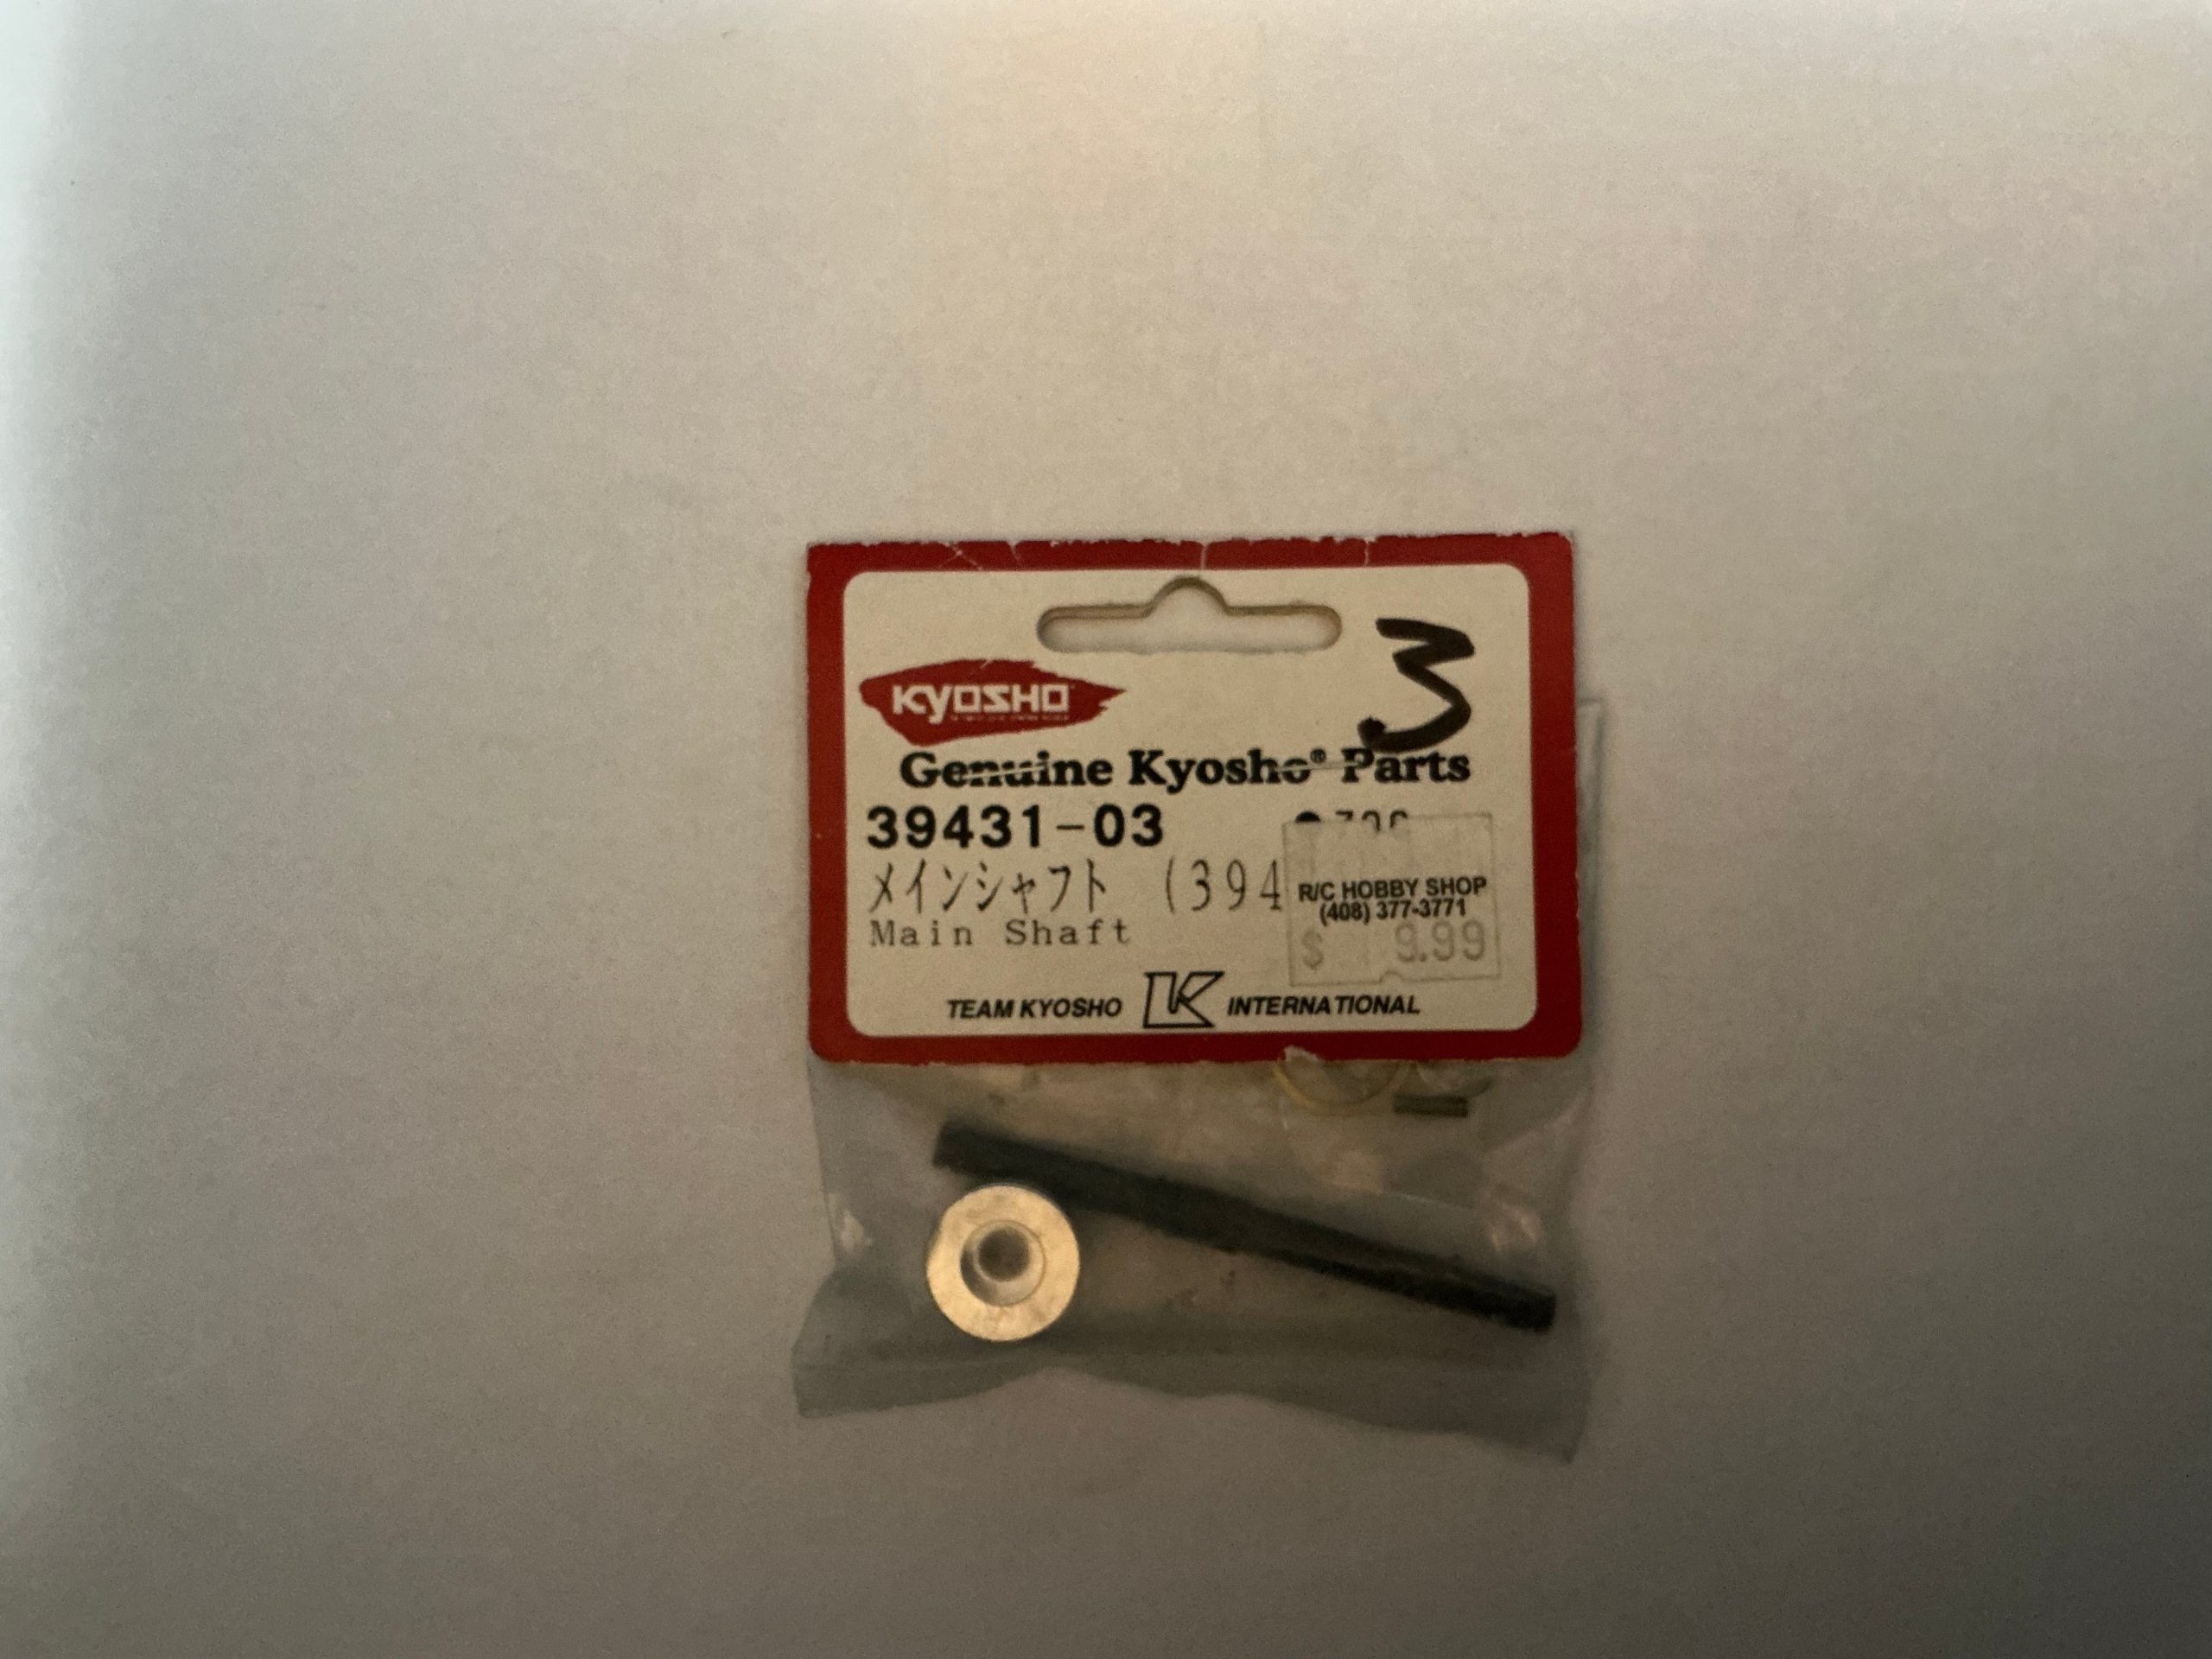 3
KYOSHO
Genuine Kyosho® Parts
39431-03
メインシャフト (394
Main Shaft
R/C HOBBY SHOP
(408) 377-3771
$ 9.99
TEAM KYOSHO K INTERNATIONAL